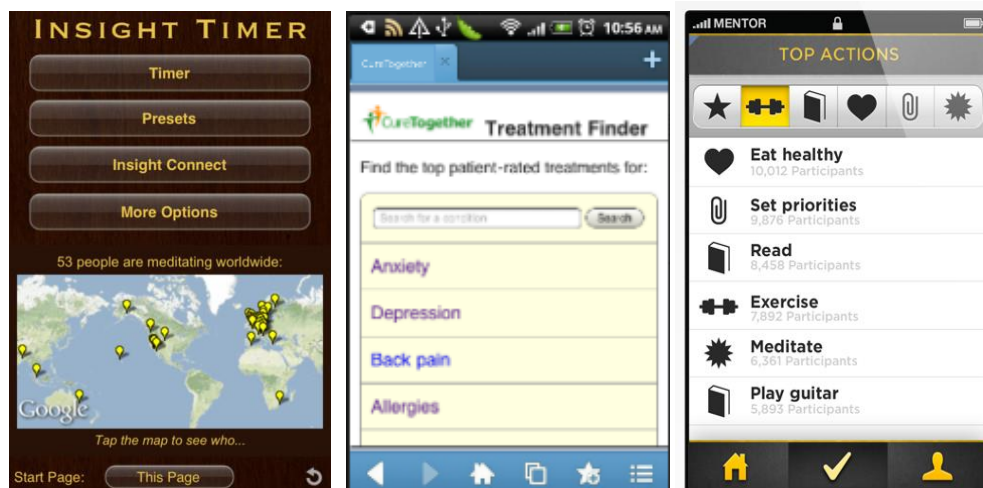 INSIGHT TIMER
Timer
Presets
Insight Connect
More Options
53 people are meditating worldwide:
Google
Tap the map to see who...
Start Page:
This Page
10:56 AM
CureTogether
CureTogether Treatment Finder
Find the top patient-rated treatments for:
Search for a condition
Search
Anxiety
Depression
Back pain
Allergies
MENTOR
TOP ACTIONS
Eat healthy
10,012 Participants
Set priorities
9,876 Participants
Read
8,458 Participants
Exercise
7,892 Participants
Meditate
6,361 Participants
Play guitar
5,893 Participants